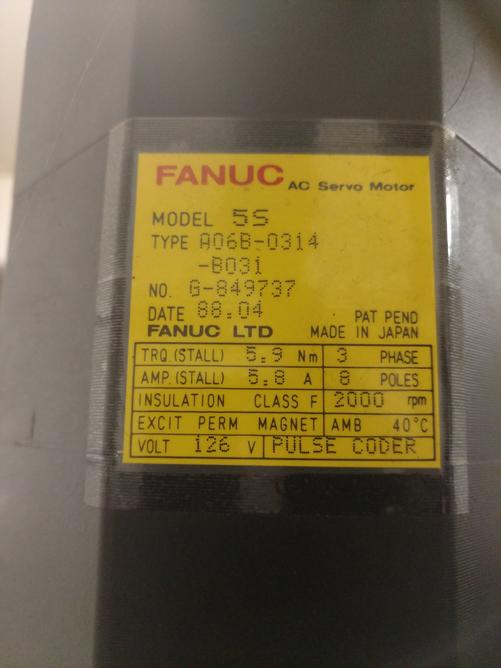 FANUC AC Servo Motor
MODEL 5S
TYPE A06B-0314
-B031
NO. G-849737
DATE 88.04 PAT PEND
FANUC LTD MADE IN JAPAN
TRQ.(STALL) 5.9 Nm 3 PHASE
AMP.(STALL) 5.8 A 8 POLES
INSULATION CLASS F 2000 rpm
EXCIT PERM MAGNET AMB 40°C
VOLT 126 V PULSE CODER